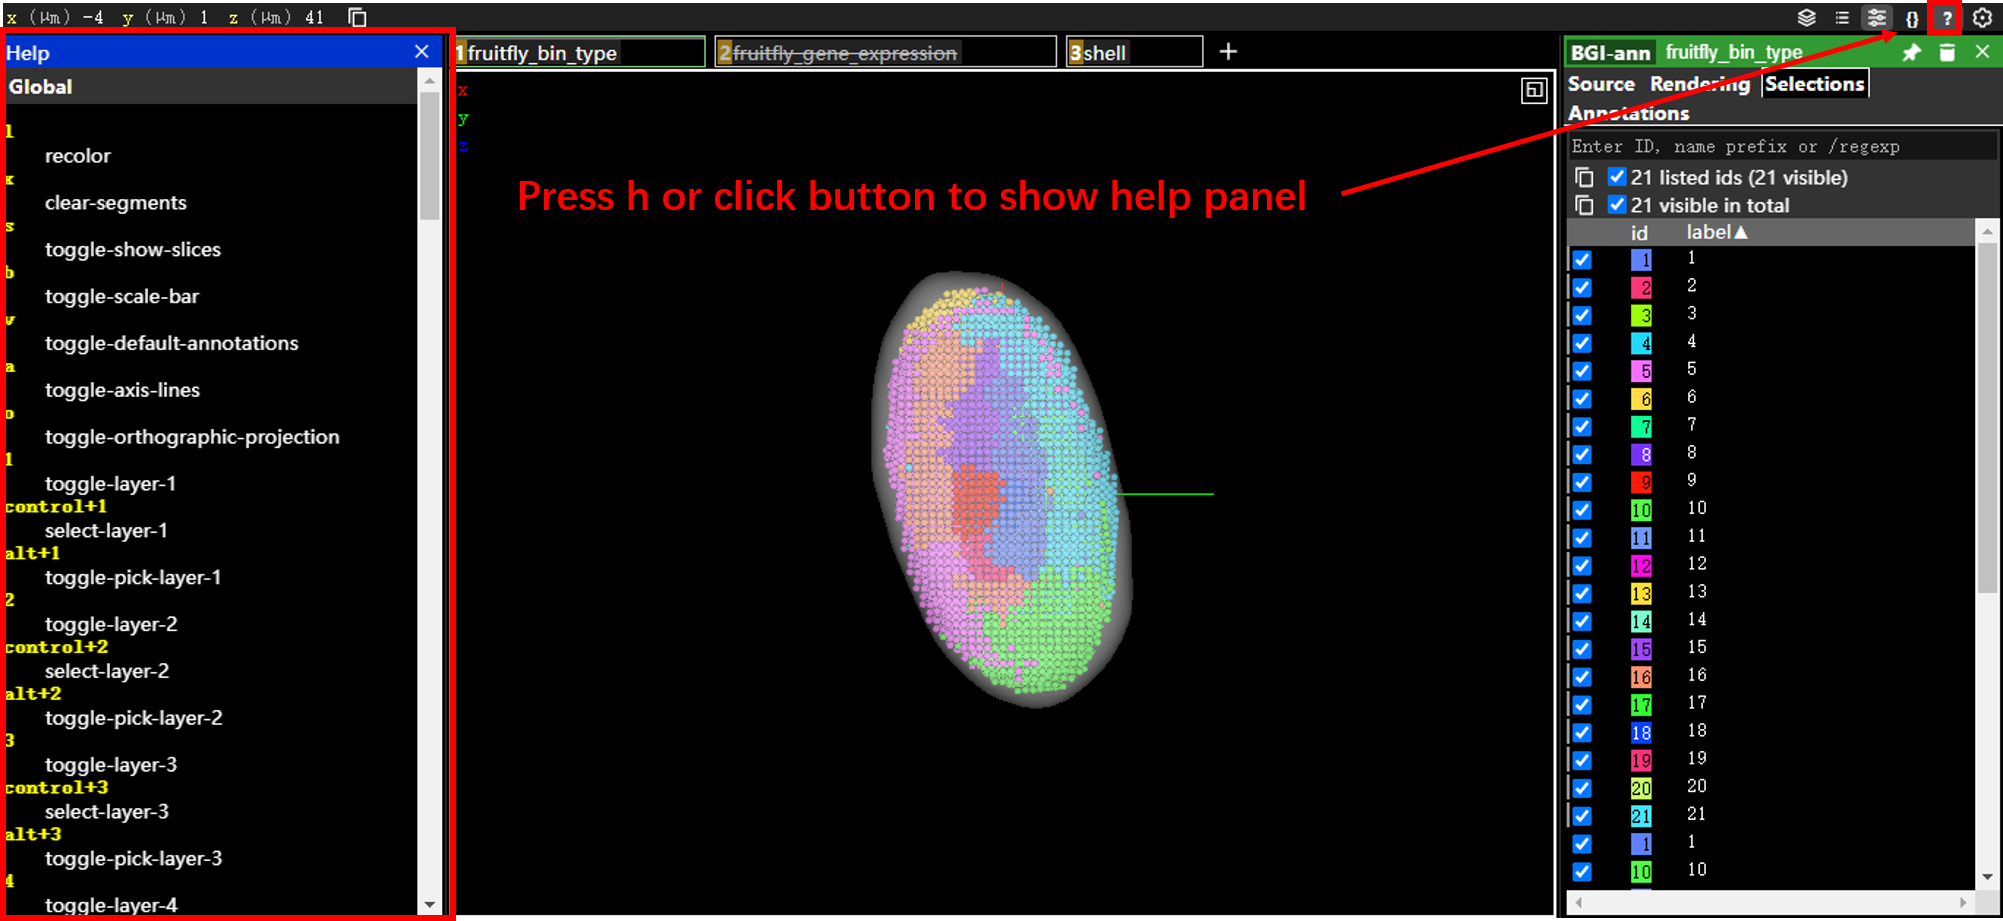 x (μm) -4 y (μm) 1 z (μm) 41
{} ?
Help
Global
l
recolor
x
clear-segments
s
toggle-show-slices
b
toggle-scale-bar
v
toggle-default-annotations
a
toggle-axis-lines
o
toggle-orthographic-projection
1
toggle-layer-1
control+1
select-layer-1
alt+1
toggle-pick-layer-1
2
toggle-layer-2
control+2
select-layer-2
alt+2
toggle-pick-layer-2
3
toggle-layer-3
control+3
select-layer-3
alt+3
toggle-pick-layer-3
4
toggle-layer-4
1 fruitfly_bin_type
2 fruitfly_gene_expression
3 shell
+
x
y
z
Press h or click button to show help panel
BGI-ann fruitfly_bin_type
Source Rendering Selections
Annotations
Enter ID, name prefix or /regexp
21 listed ids (21 visible)
21 visible in total
id label▲
1 1
2 2
3 3
4 4
5 5
6 6
7 7
8 8
9 9
10 10
11 11
12 12
13 13
14 14
15 15
16 16
17 17
18 18
19 19
20 20
21 21
1 1
10 10